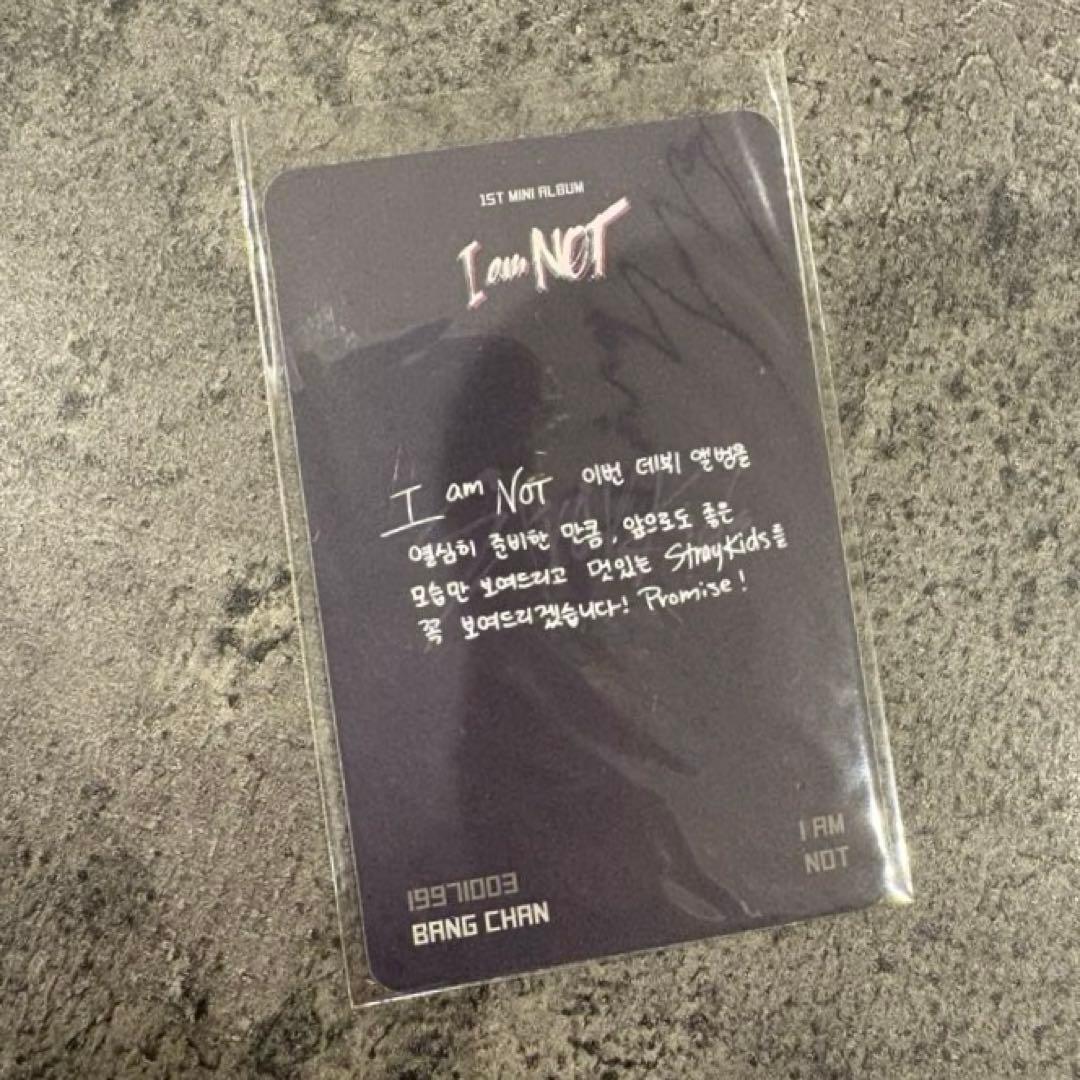 1ST MINI ALBUM
I am NOT
I am NOT 이번 데뷔 앨범을
열심히 준비한 만큼, 앞으로도 좋은
모습만 보여드리고 멋있는 StrayKids를
꼭 보여드리겠습니다! Promise!
I AM
NOT
19971003
BANG CHAN